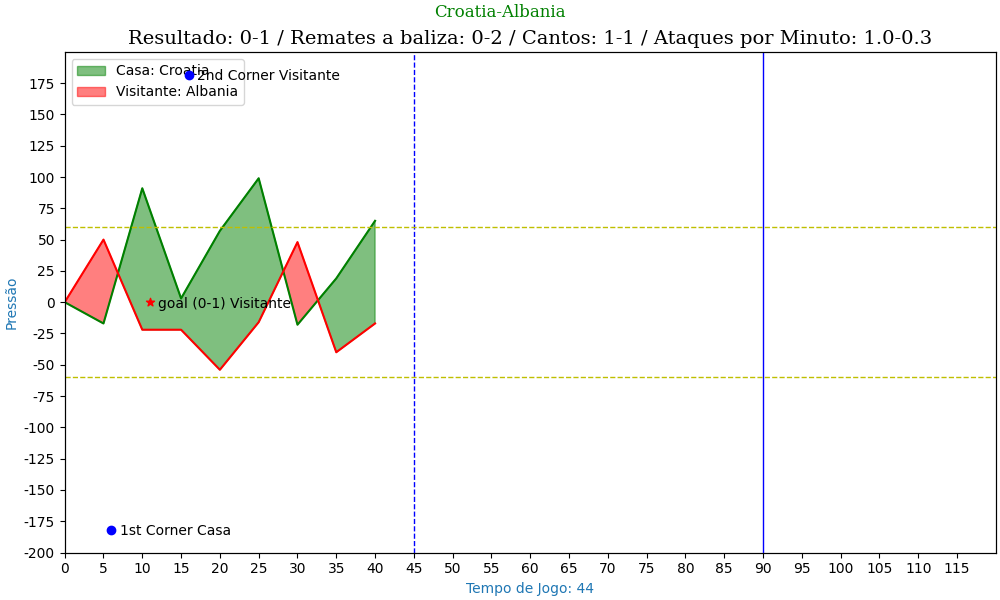 Croatia-Albania
Resultado: 0-1 / Remates a baliza: 0-2 / Cantos: 1-1 / Ataques por Minuto: 1.0-0.3
Casa: Croatia
Visitante: Albania
2nd Corner Visitante
goal (0-1) Visitante
1st Corner Casa
Pressão
175
150
125
100
75
50
25
0
-25
-50
-75
-100
-125
-150
-175
-200
0 5 10 15 20 25 30 35 40 45 50 55 60 65 70 75 80 85 90 95 100 105 110 115
Tempo de Jogo: 44